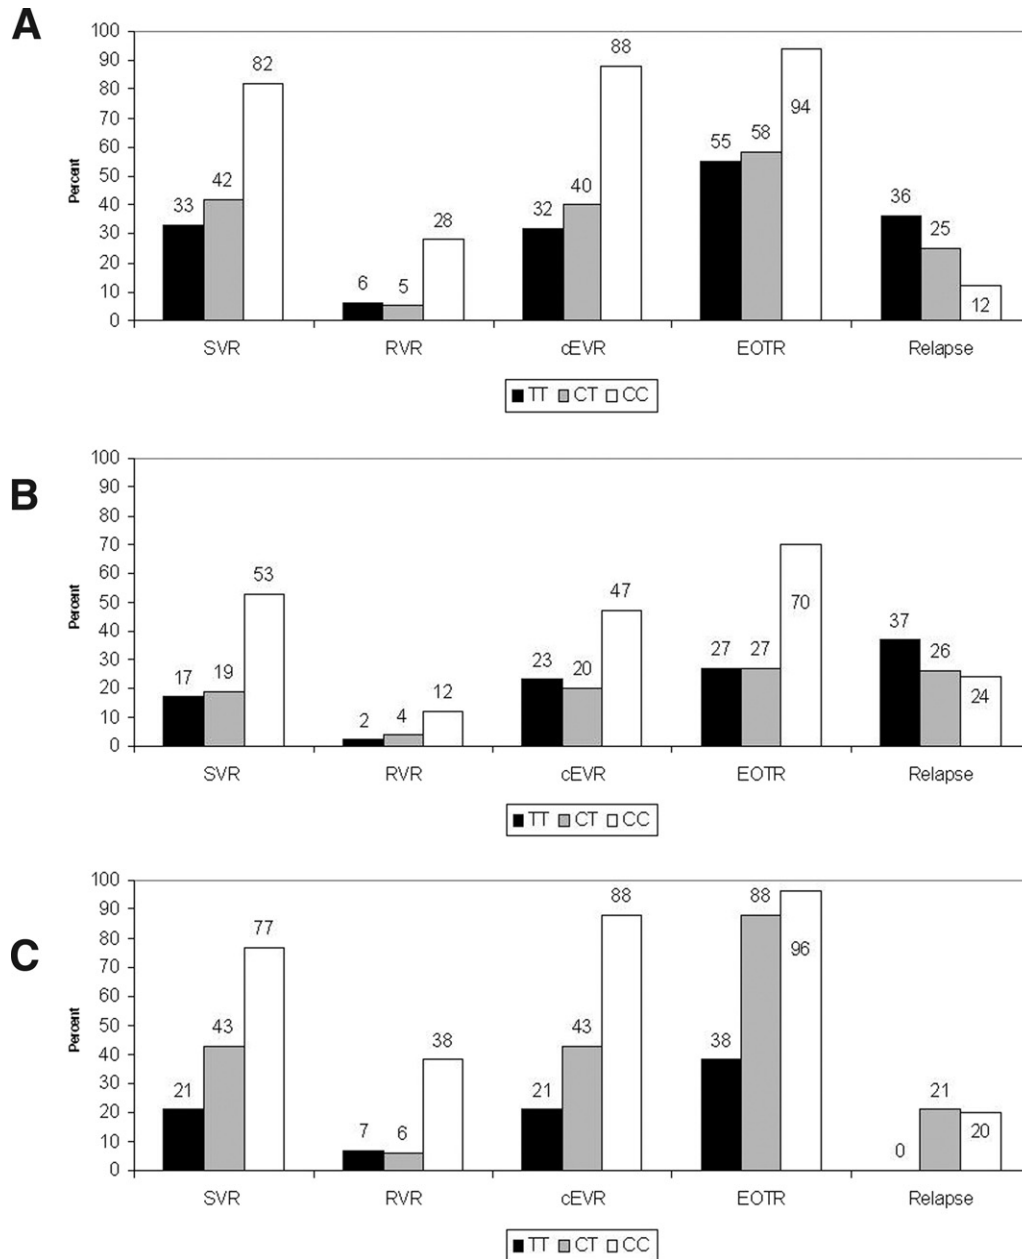 A
100
90
80
70
60
50
40
30
20
10
0
Percent
33 42 82
6 5 28
32 40 88
55 58 94
36 25 12
SVR RVR cEVR EOTR Relapse
TT CT CC
B
100
90
80
70
60
50
40
30
20
10
0
Percent
17 19 53
2 4 12
23 20 47
27 27 70
37 26 24
SVR RVR cEVR EOTR Relapse
TT CT CC
C
100
90
80
70
60
50
40
30
20
10
0
Percent
21 43 77
7 6 38
21 43 88
38 88 96
0 21 20
SVR RVR cEVR EOTR Relapse
TT CT CC